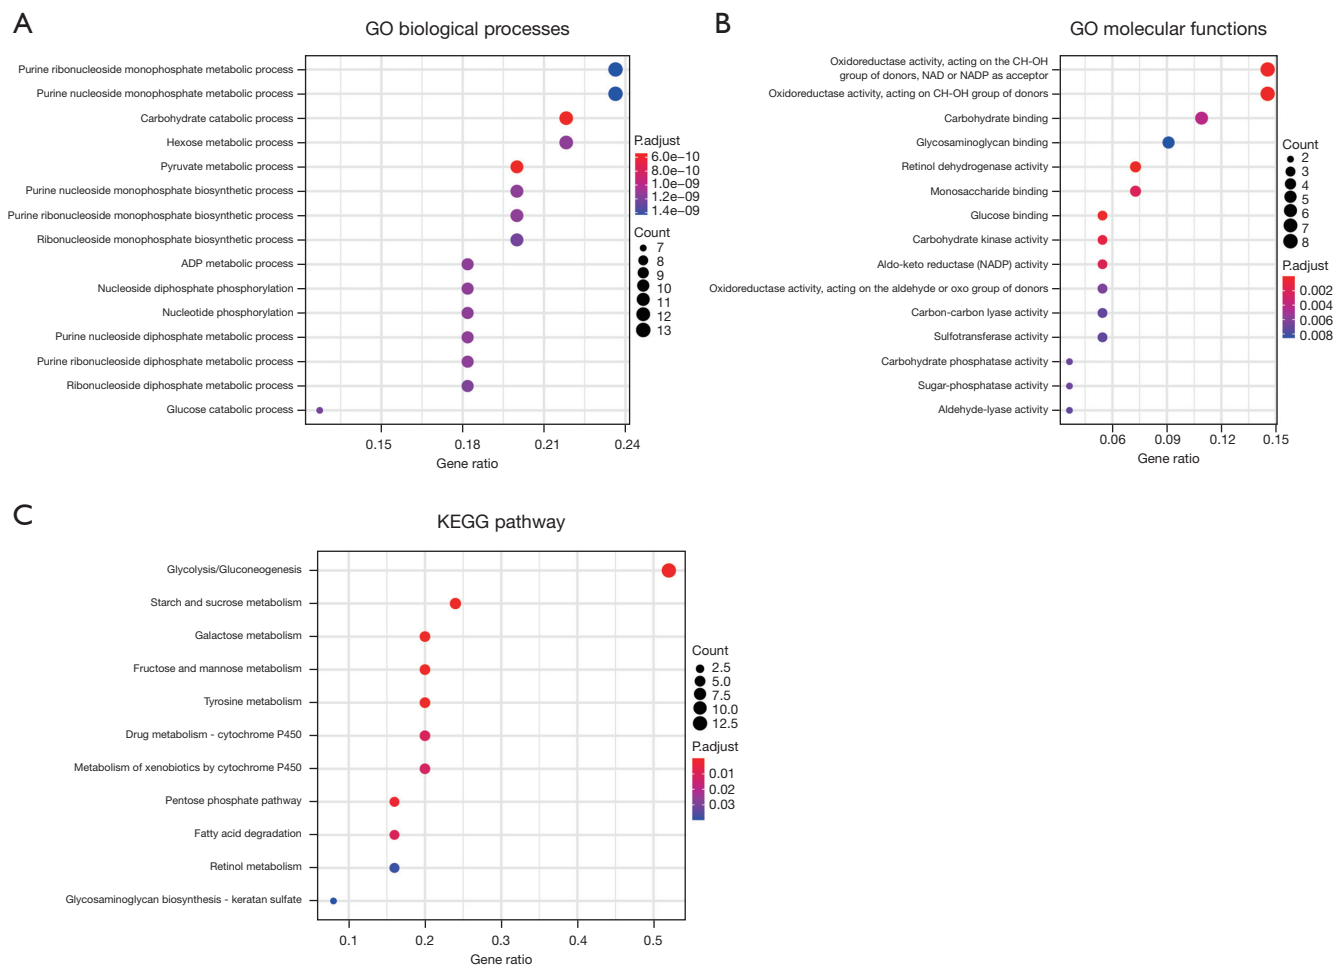 A
GO biological processes
Purine ribonucleoside monophosphate metabolic process
Purine nucleoside monophosphate metabolic process
Carbohydrate catabolic process
Hexose metabolic process
Pyruvate metabolic process
Purine nucleoside monophosphate biosynthetic process
Purine ribonucleoside monophosphate biosynthetic process
Ribonucleoside monophosphate biosynthetic process
ADP metabolic process
Nucleoside diphosphate phosphorylation
Nucleotide phosphorylation
Purine nucleoside diphosphate metabolic process
Purine ribonucleoside diphosphate metabolic process
Ribonucleoside diphosphate metabolic process
Glucose catabolic process
0.15 0.18 0.21 0.24
Gene ratio
P.adjust
6.0e−10
8.0e−10
1.0e−09
1.2e−09
1.4e−09
Count
7
8
9
10
11
12
13
B
GO molecular functions
Oxidoreductase activity, acting on the CH-OH
group of donors, NAD or NADP as acceptor
Oxidoreductase activity, acting on CH-OH group of donors
Carbohydrate binding
Glycosaminoglycan binding
Retinol dehydrogenase activity
Monosaccharide binding
Glucose binding
Carbohydrate kinase activity
Aldo-keto reductase (NADP) activity
Oxidoreductase activity, acting on the aldehyde or oxo group of donors
Carbon-carbon lyase activity
Sulfotransferase activity
Carbohydrate phosphatase activity
Sugar-phosphatase activity
Aldehyde-lyase activity
0.06 0.09 0.12 0.15
Gene ratio
Count
2
3
4
5
6
7
8
P.adjust
0.002
0.004
0.006
0.008
C
KEGG pathway
Glycolysis/Gluconeogenesis
Starch and sucrose metabolism
Galactose metabolism
Fructose and mannose metabolism
Tyrosine metabolism
Drug metabolism - cytochrome P450
Metabolism of xenobiotics by cytochrome P450
Pentose phosphate pathway
Fatty acid degradation
Retinol metabolism
Glycosaminoglycan biosynthesis - keratan sulfate
0.1 0.2 0.3 0.4 0.5
Gene ratio
Count
2.5
5.0
7.5
10.0
12.5
P.adjust
0.01
0.02
0.03